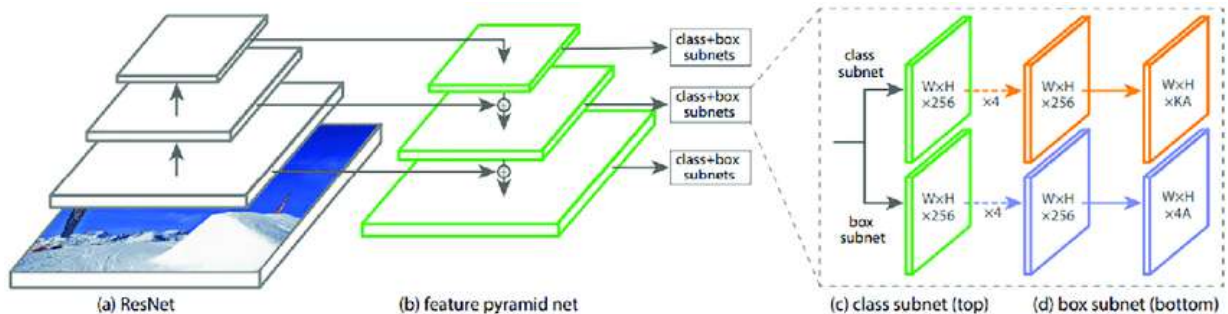 class+box
subnets
class+box
subnets
class+box
subnets
class
subnet
W×H
×256
×4
W×H
×256
W×H
×KA
W×H
×256
×4
W×H
×256
W×H
×4A
box
subnet
(a) ResNet
(b) feature pyramid net
(c) class subnet (top)
(d) box subnet (bottom)